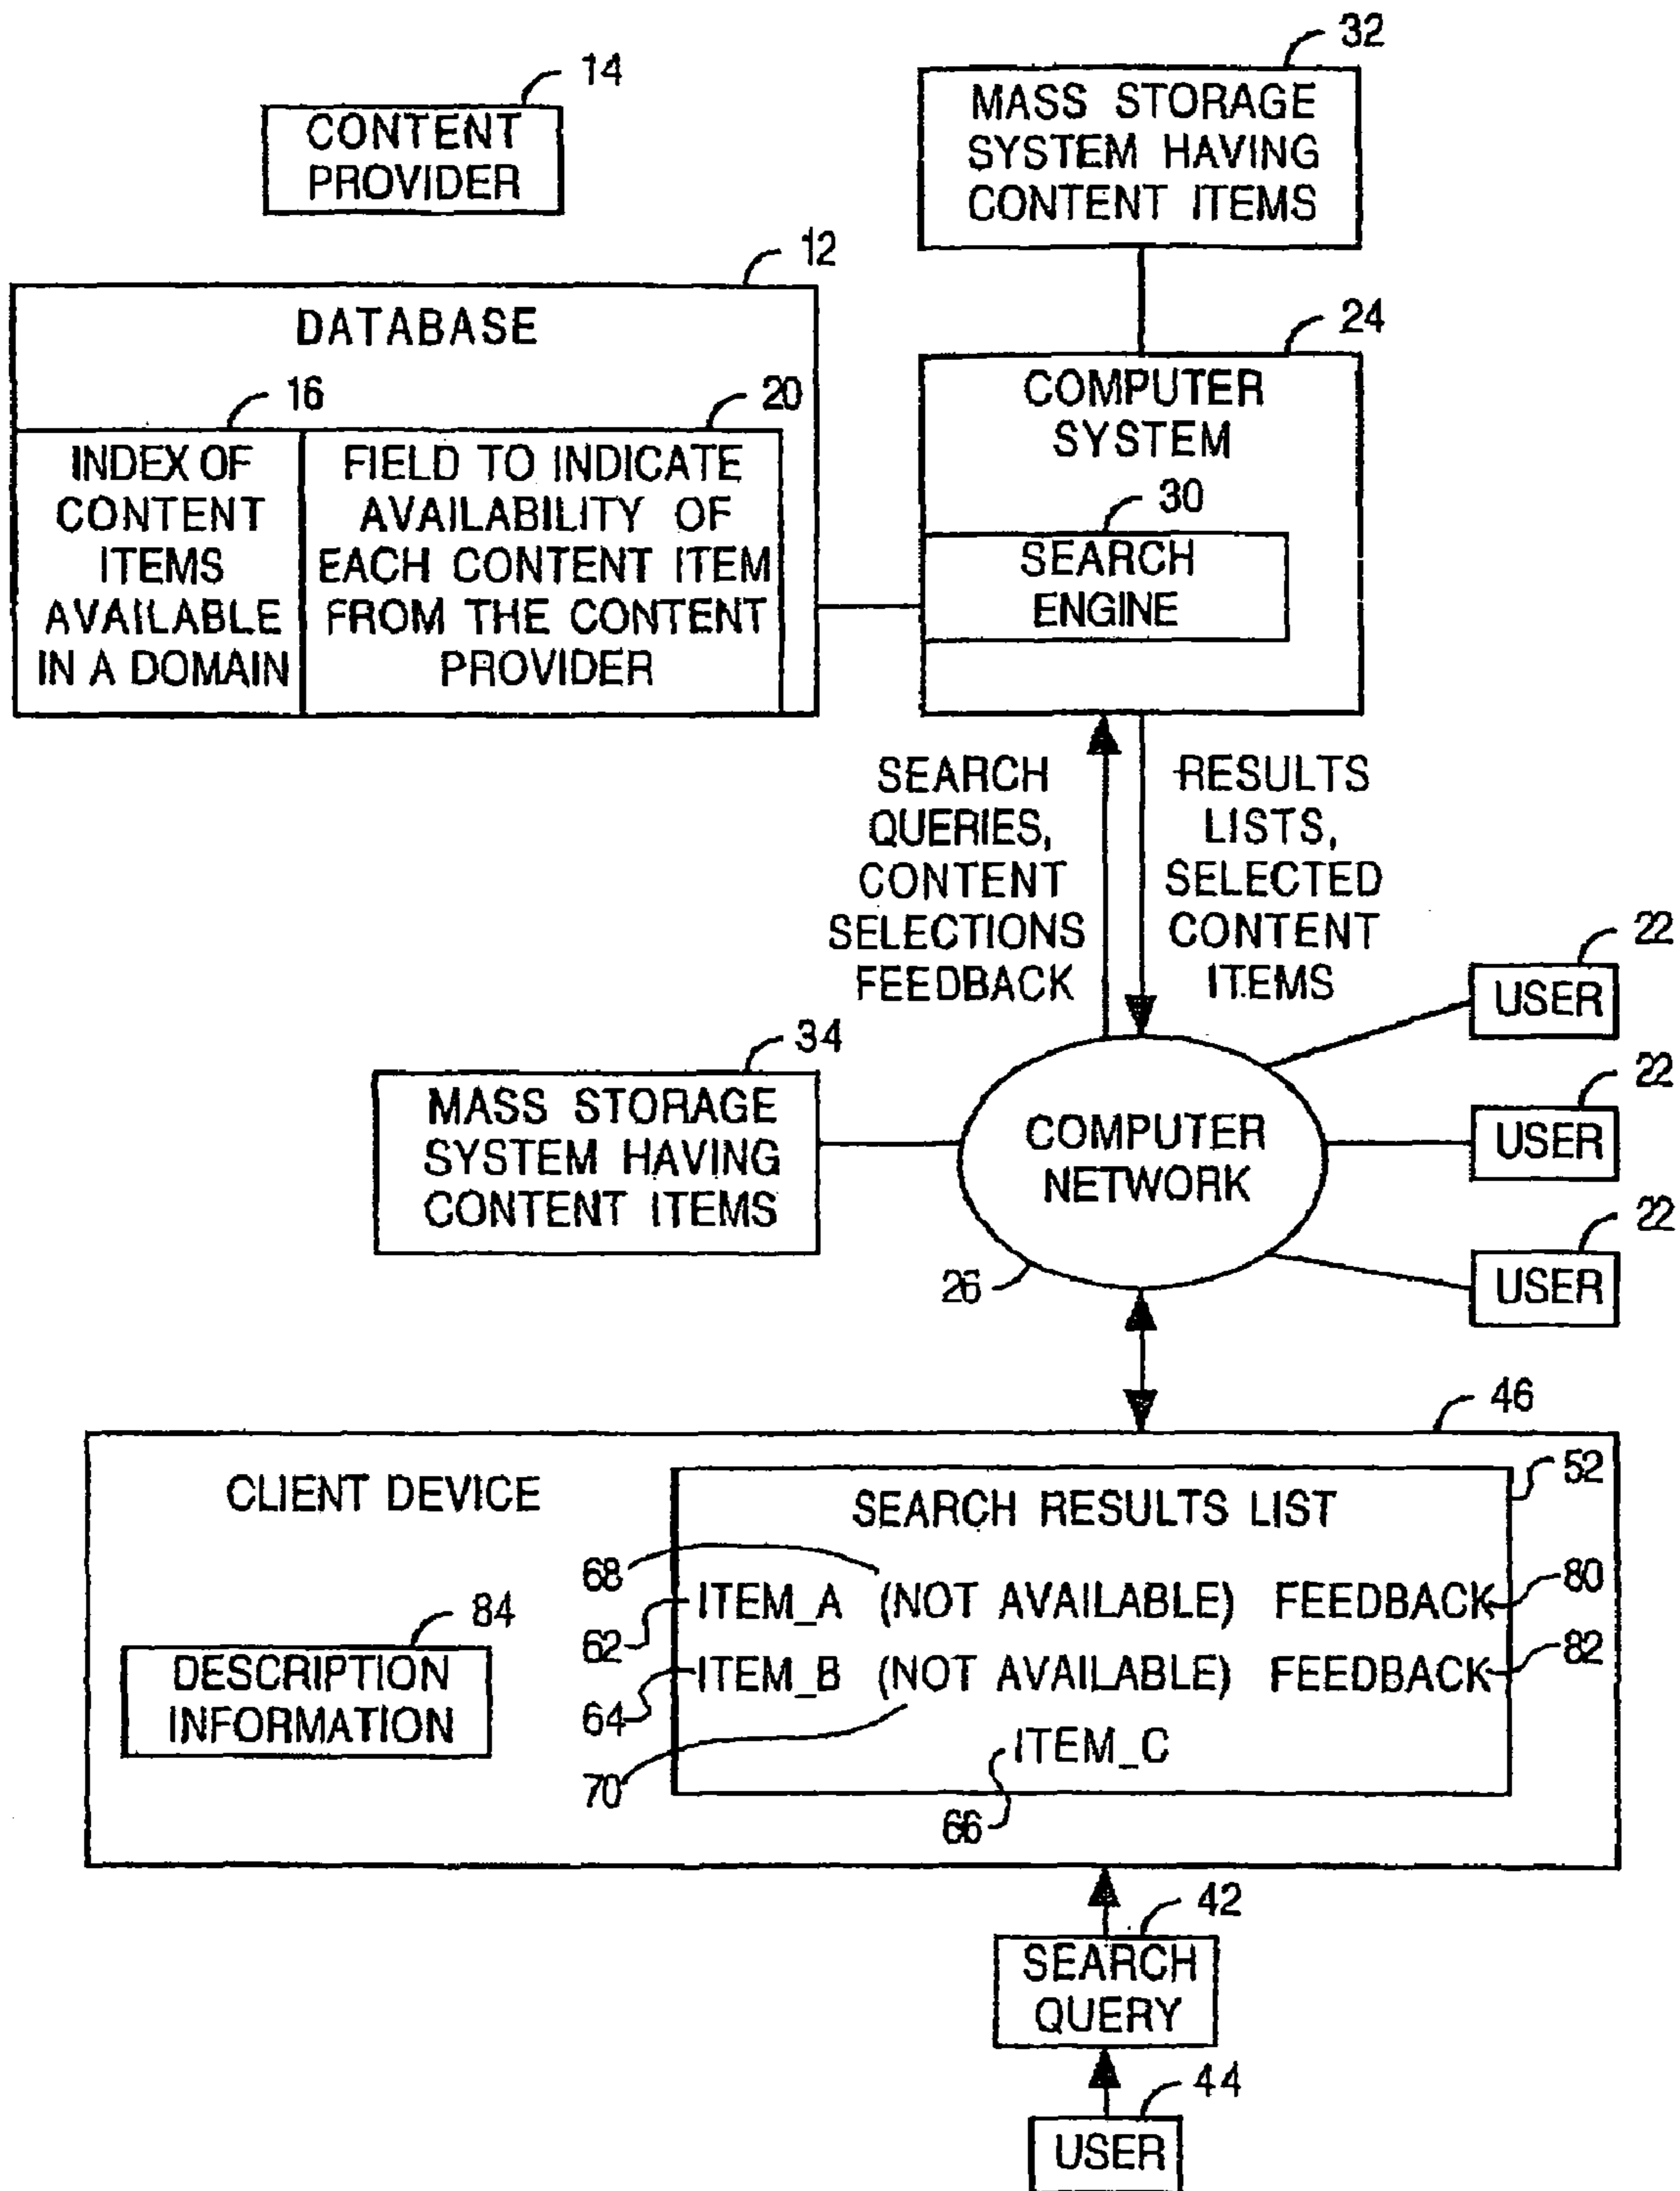 32
14
MASS STORAGE
SYSTEM HAVING
CONTENT ITEMS
CONTENT
PROVIDER
12
DATABASE
24
COMPUTER
SYSTEM
16
20
INDEX OF
CONTENT
ITEMS
AVAILABLE
IN A DOMAIN
FIELD TO INDICATE
AVAILABILITY OF
EACH CONTENT ITEM
FROM THE CONTENT
PROVIDER
30
SEARCH
ENGINE
SEARCH
QUERIES,
CONTENT
SELECTIONS
FEEDBACK
RESULTS
LISTS,
SELECTED
CONTENT
ITEMS
22
USER
34
MASS STORAGE
SYSTEM HAVING
CONTENT ITEMS
COMPUTER
NETWORK
26
22
USER
22
USER
46
CLIENT DEVICE
52
SEARCH RESULTS LIST
68
62 ITEM_A (NOT AVAILABLE) FEEDBACK 80
64 ITEM_B (NOT AVAILABLE) FEEDBACK 82
70
ITEM_C
66
84
DESCRIPTION
INFORMATION
42
SEARCH
QUERY
44
USER